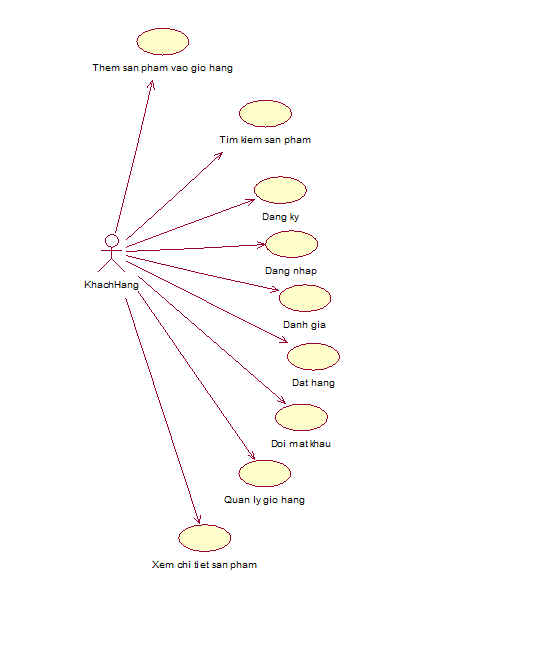 Them san pham vao gio hang
Tim kiem san pham
Dang ky
Dang nhap
KhachHang
Danh gia
Dat hang
Doi mat khau
Quan ly gio hang
Xem chi tiet san pham